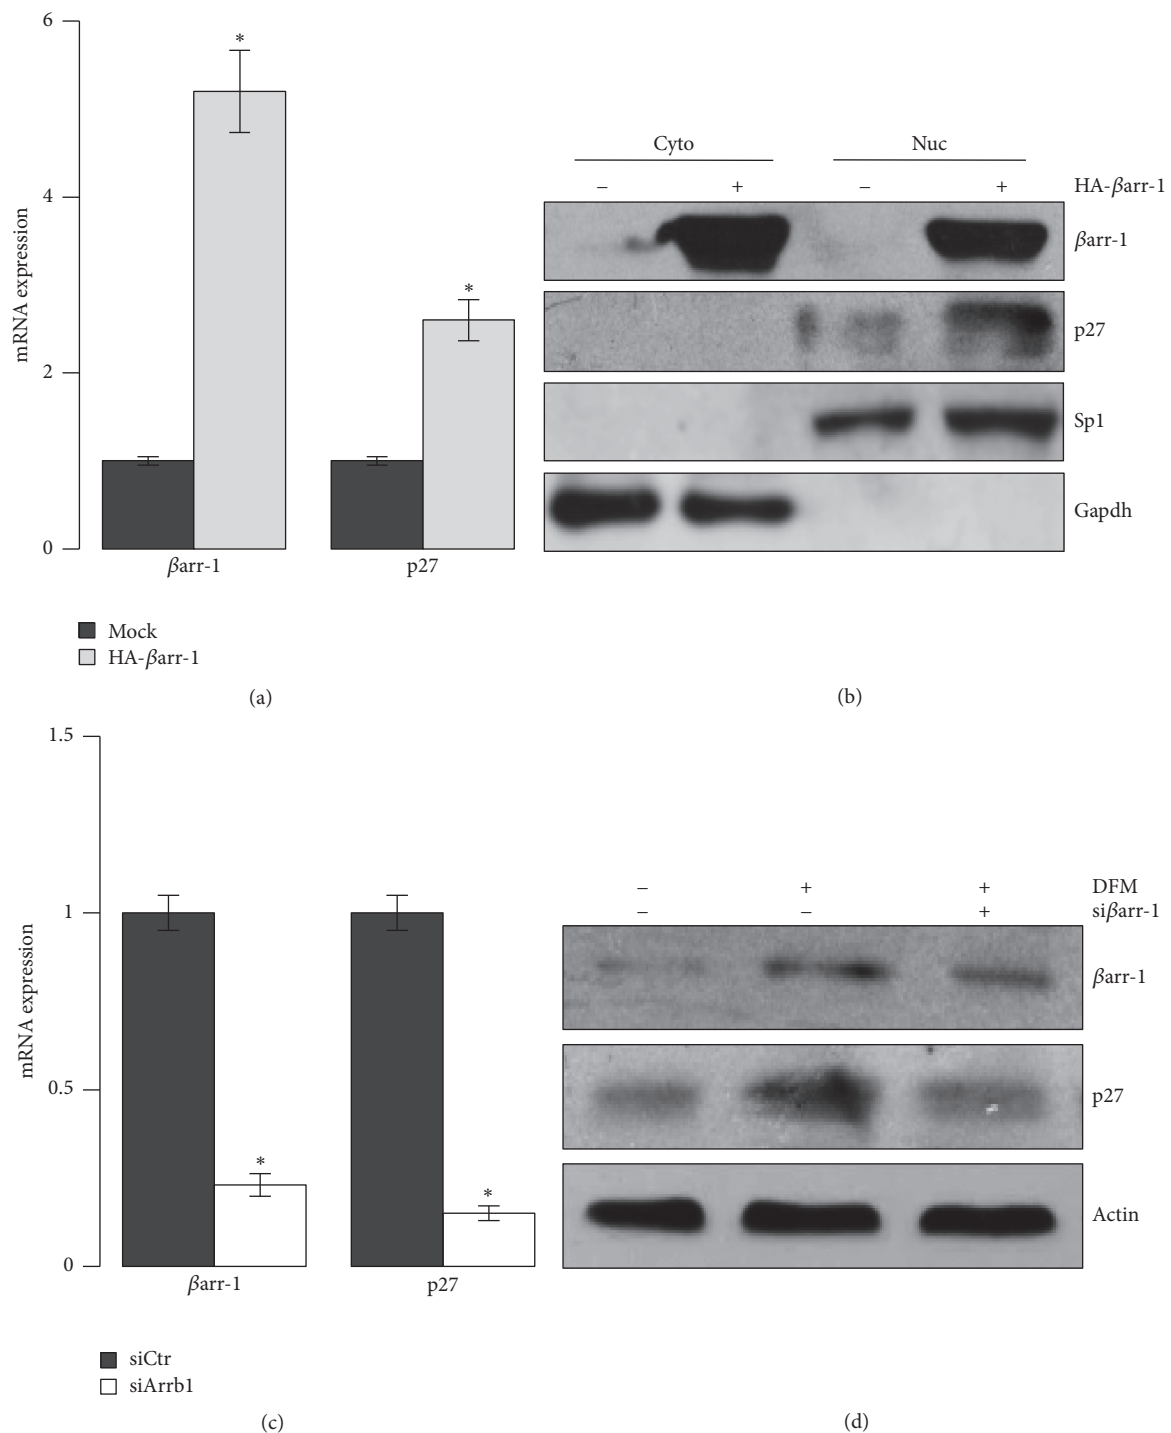 6
4
2
0
mRNA expression
*
*
βarr-1 p27
Mock
HA-βarr-1
(a)
Cyto Nuc
– + – + HA-βarr-1
βarr-1
p27
Sp1
Gapdh
(b)
1.5
1
0.5
0
mRNA expression
*
*
βarr-1 p27
siCtr
siArrb1
(c)
– + + DFM
– – + siβarr-1
βarr-1
p27
Actin
(d)